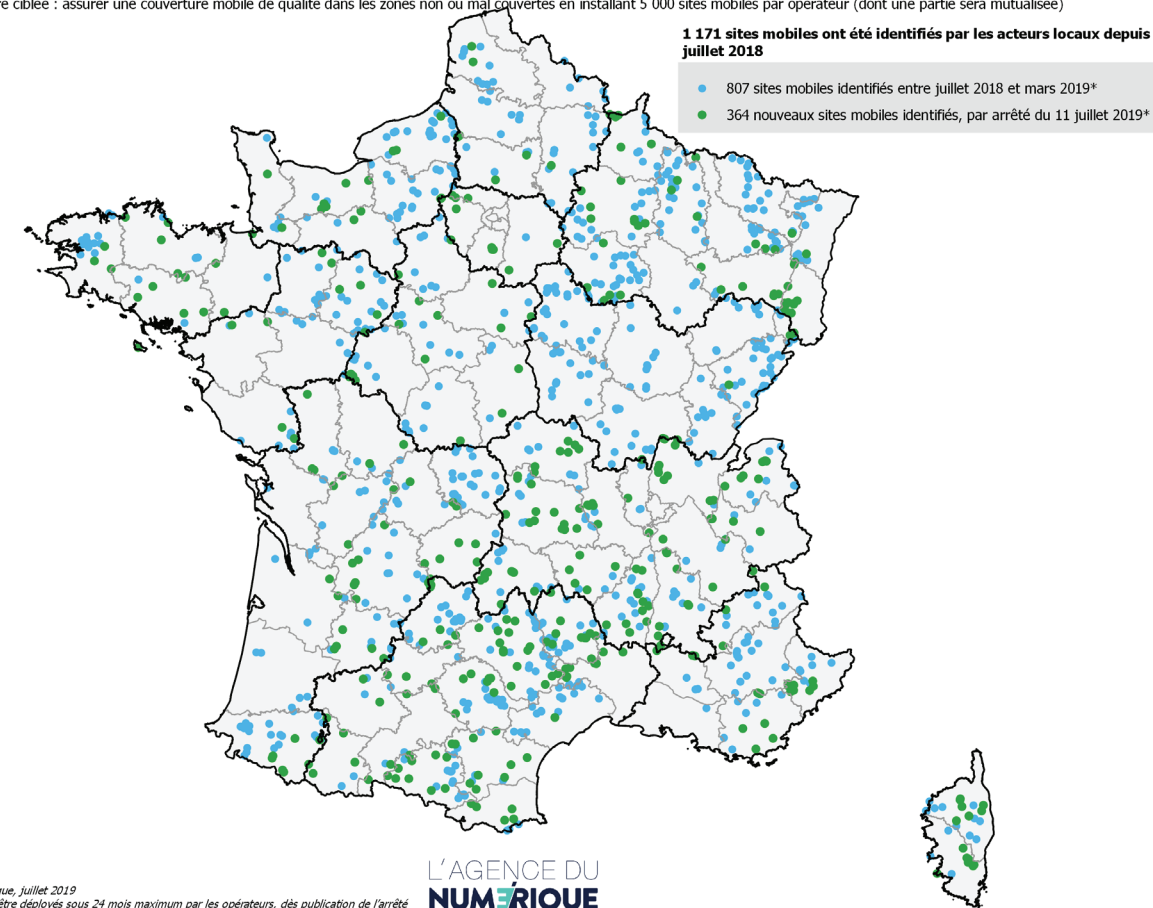 re ciblée : assurer une couverture mobile de qualité dans les zones non ou mal couvertes en installant 5 000 sites mobiles par opérateur (dont une partie sera mutualisée)
1 171 sites mobiles ont été identifiés par les acteurs locaux depuis
juillet 2018
807 sites mobiles identifiés entre juillet 2018 et mars 2019*
364 nouveaux sites mobiles identifiés, par arrêté du 11 juillet 2019*
L'AGENCE DU
NUMÉRIQUE
que, juillet 2019
être déployés sous 24 mois maximum par les opérateurs, dès publication de l'arrêté